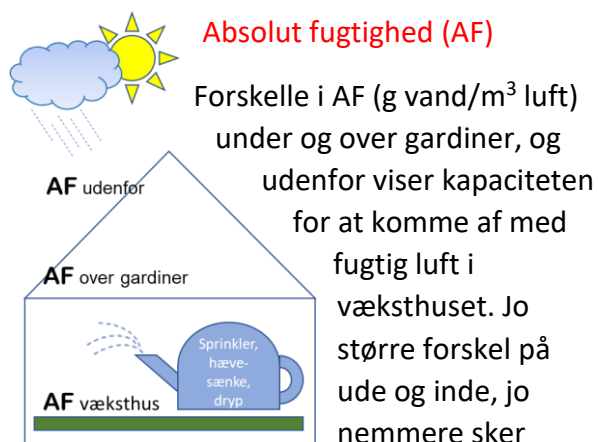 Absolut fugtighed (AF)
Forskelle i AF (g vand/m³ luft)
under og over gardiner, og
udenfor viser kapaciteten
for at komme af med
fugtig luft i
væksthuset. Jo
større forskel på
ude og inde, jo
nemmere sker
AF udenfor
AF over gardiner
Sprinkler,
hæve-
sænke,
dryp
AF væksthus